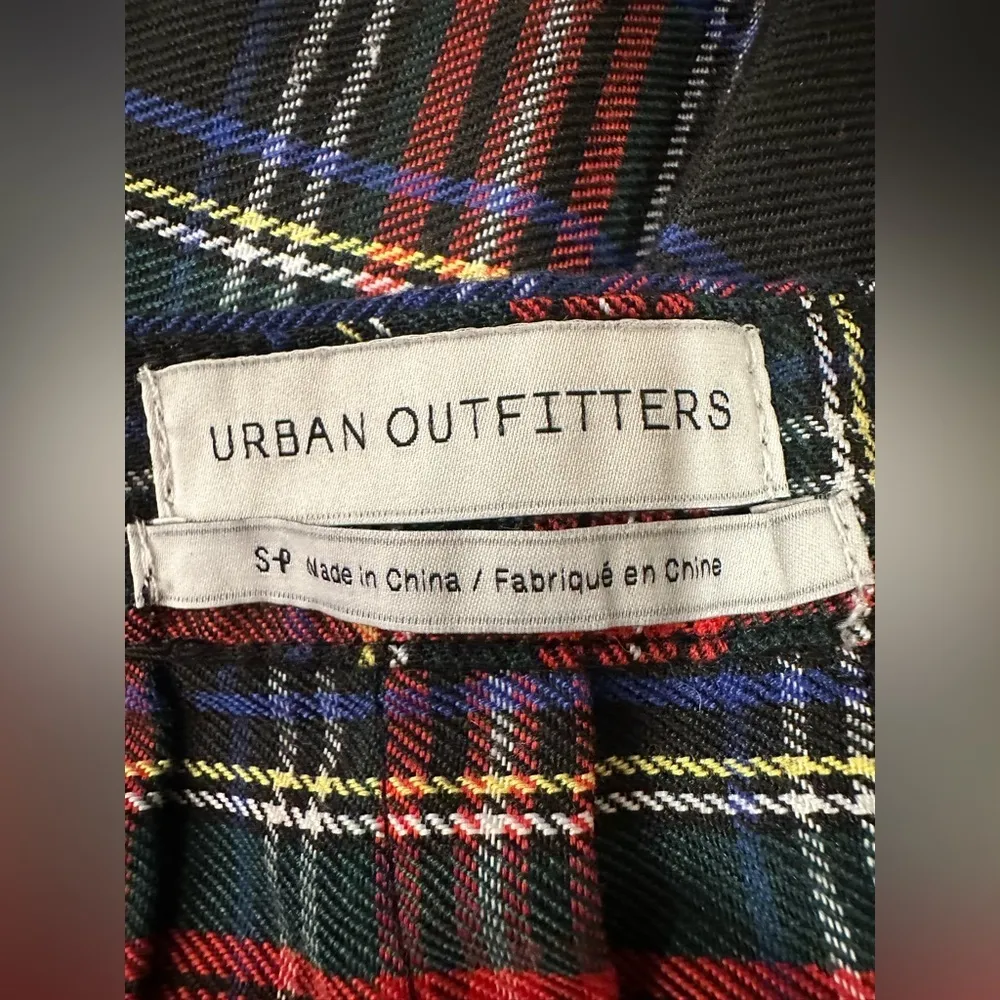 URBAN OUTFITTERS
S-P Made in China / Fabriqué en Chine